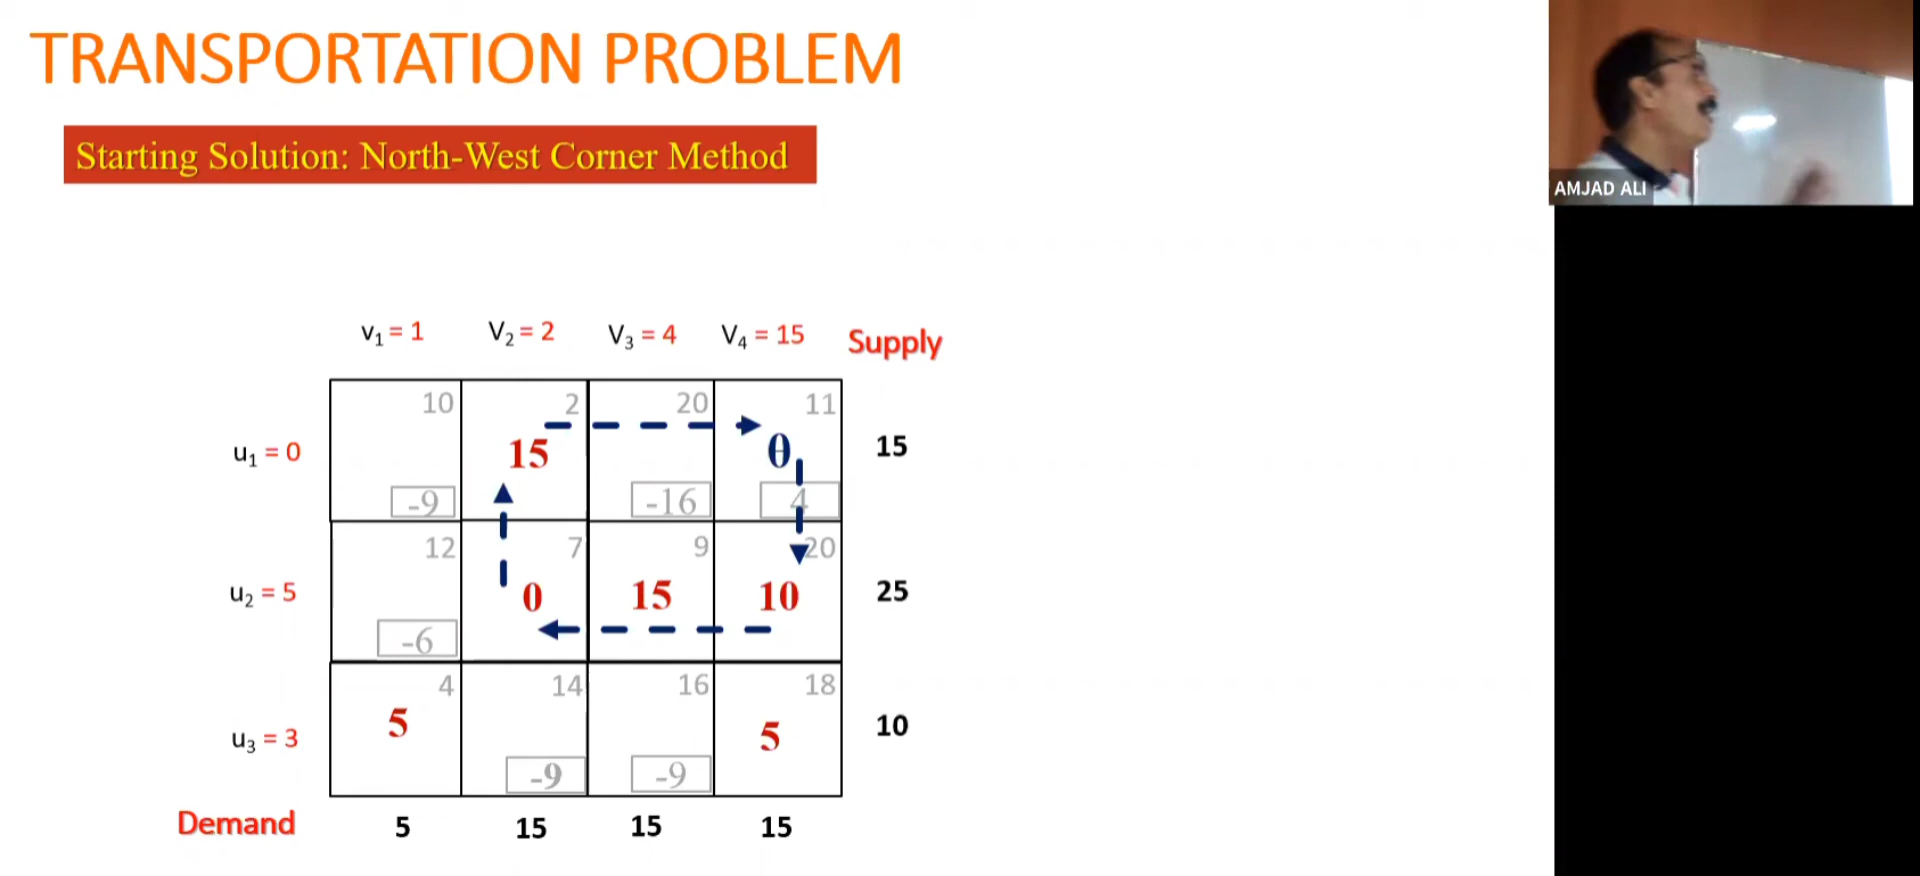 TRANSPORTATION PROBLEM
Starting Solution: North-West Corner Method
AMJAD ALI
v1 = 1 V2 = 2 V3 = 4 V4 = 15 Supply
10 2 20 11
u1 = 0 15 θ 15
-9 -16 4
12 7 9 20
u2 = 5 0 15 10 25
-6
4 14 16 18
u3 = 3 5 5 10
-9 -9
Demand 5 15 15 15